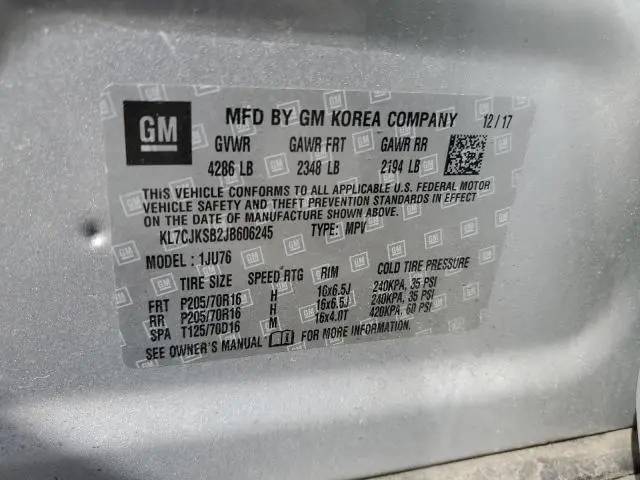 GM MFD BY GM KOREA COMPANY 12/17
GVWR GAWR FRT GAWR RR
4286 LB 2348 LB 2194 LB
THIS VEHICLE CONFORMS TO ALL APPLICABLE U.S. FEDERAL MOTOR
VEHICLE SAFETY AND THEFT PREVENTION STANDARDS IN EFFECT
ON THE DATE OF MANUFACTURE SHOWN ABOVE.
KL7CJKSB2JB606245 TYPE: MPV
MODEL: 1JU76
TIRE SIZE SPEED RTG RIM COLD TIRE PRESSURE
FRT P205/70R16 H 16x6.5J 240KPA, 35 PSI
RR P205/70R16 H 16x6.5J 240KPA, 35 PSI
SPA T125/70D16 M 16x4.0T 420KPA, 60 PSI
SEE OWNER'S MANUAL FOR MORE INFORMATION.